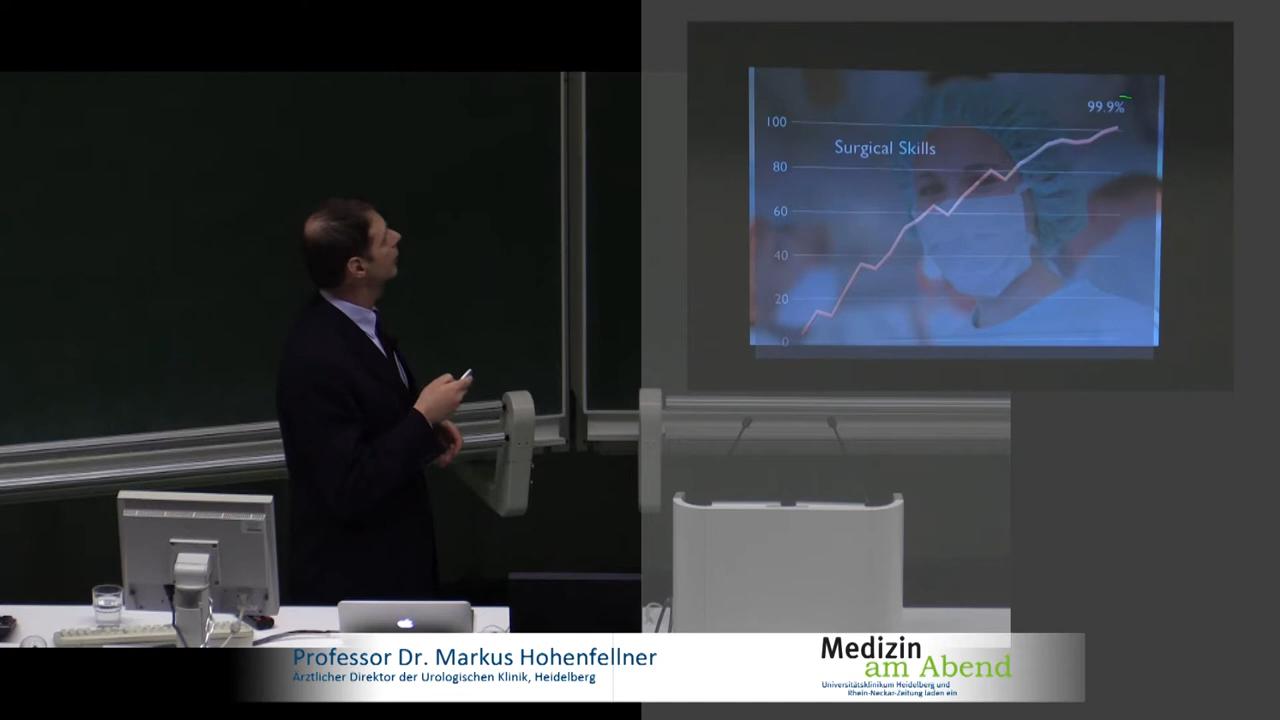 99.9%
100
Surgical Skills
80
60
40
20
0
Professor Dr. Markus Hohenfellner
Ärztlicher Direktor der Urologischen Klinik, Heidelberg
Medizin
am Abend
Universitätsklinikum Heidelberg und
Rhein-Neckar-Zeitung laden ein